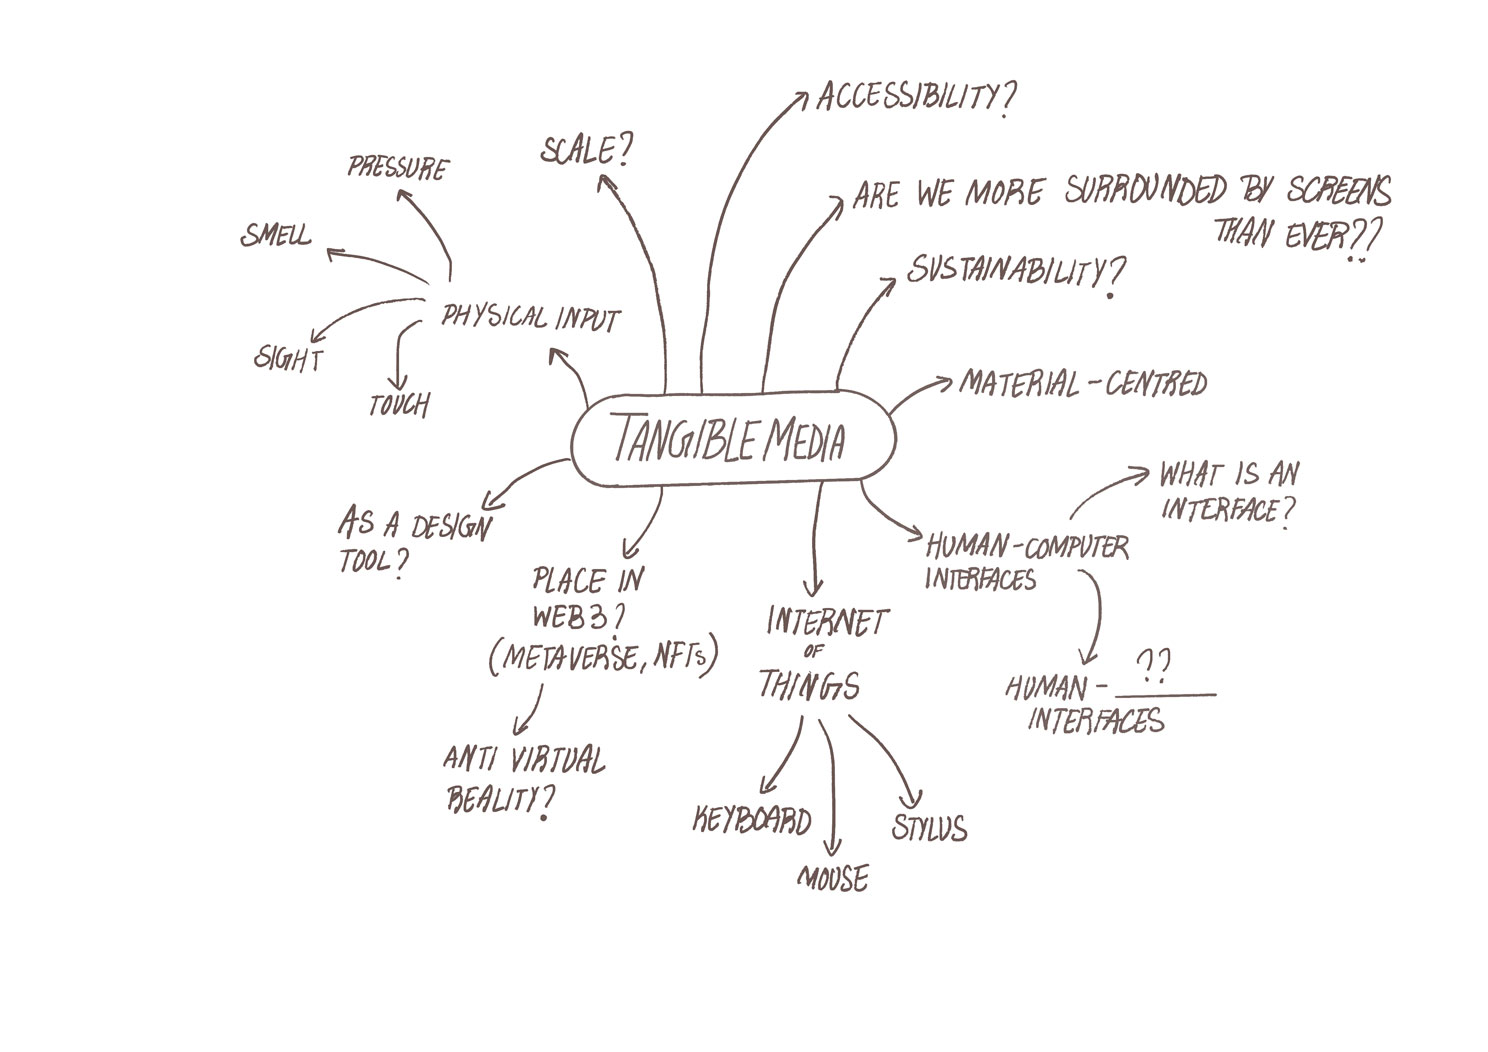 ACCESSIBILITY?
SCALE?
PRESSURE
ARE WE MORE SURROUNDED BY SCREENS
THAN EVER??
SMELL
SUSTAINABILITY?
PHYSICAL INPUT
SIGHT
TOUCH
MATERIAL-CENTRED
TANGIBLE MEDIA
WHAT IS AN
INTERFACE?
AS A DESIGN
TOOL?
HUMAN-COMPUTER
INTERFACES
PLACE IN
WEB3?
(METAVERSE, NFTs)
INTERNET
OF
THINGS
??
HUMAN-______
INTERFACES
ANTI VIRTUAL
REALITY?
KEYBOARD
STYLUS
MOUSE